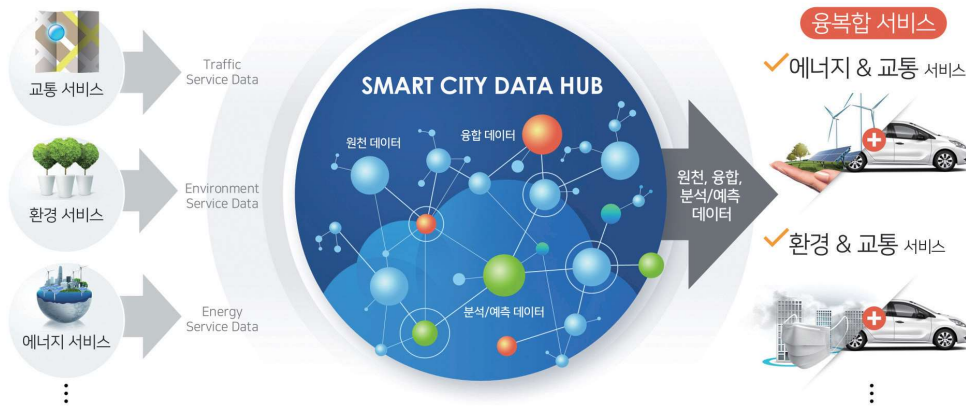 교통 서비스
Traffic
Service Data
환경 서비스
Environment
Service Data
에너지 서비스
Energy
Service Data
SMART CITY DATA HUB
원천 데이터
융합 데이터
분석/예측 데이터
원천, 융합,
분석/예측
데이터
융복합 서비스
에너지 & 교통 서비스
환경 & 교통 서비스